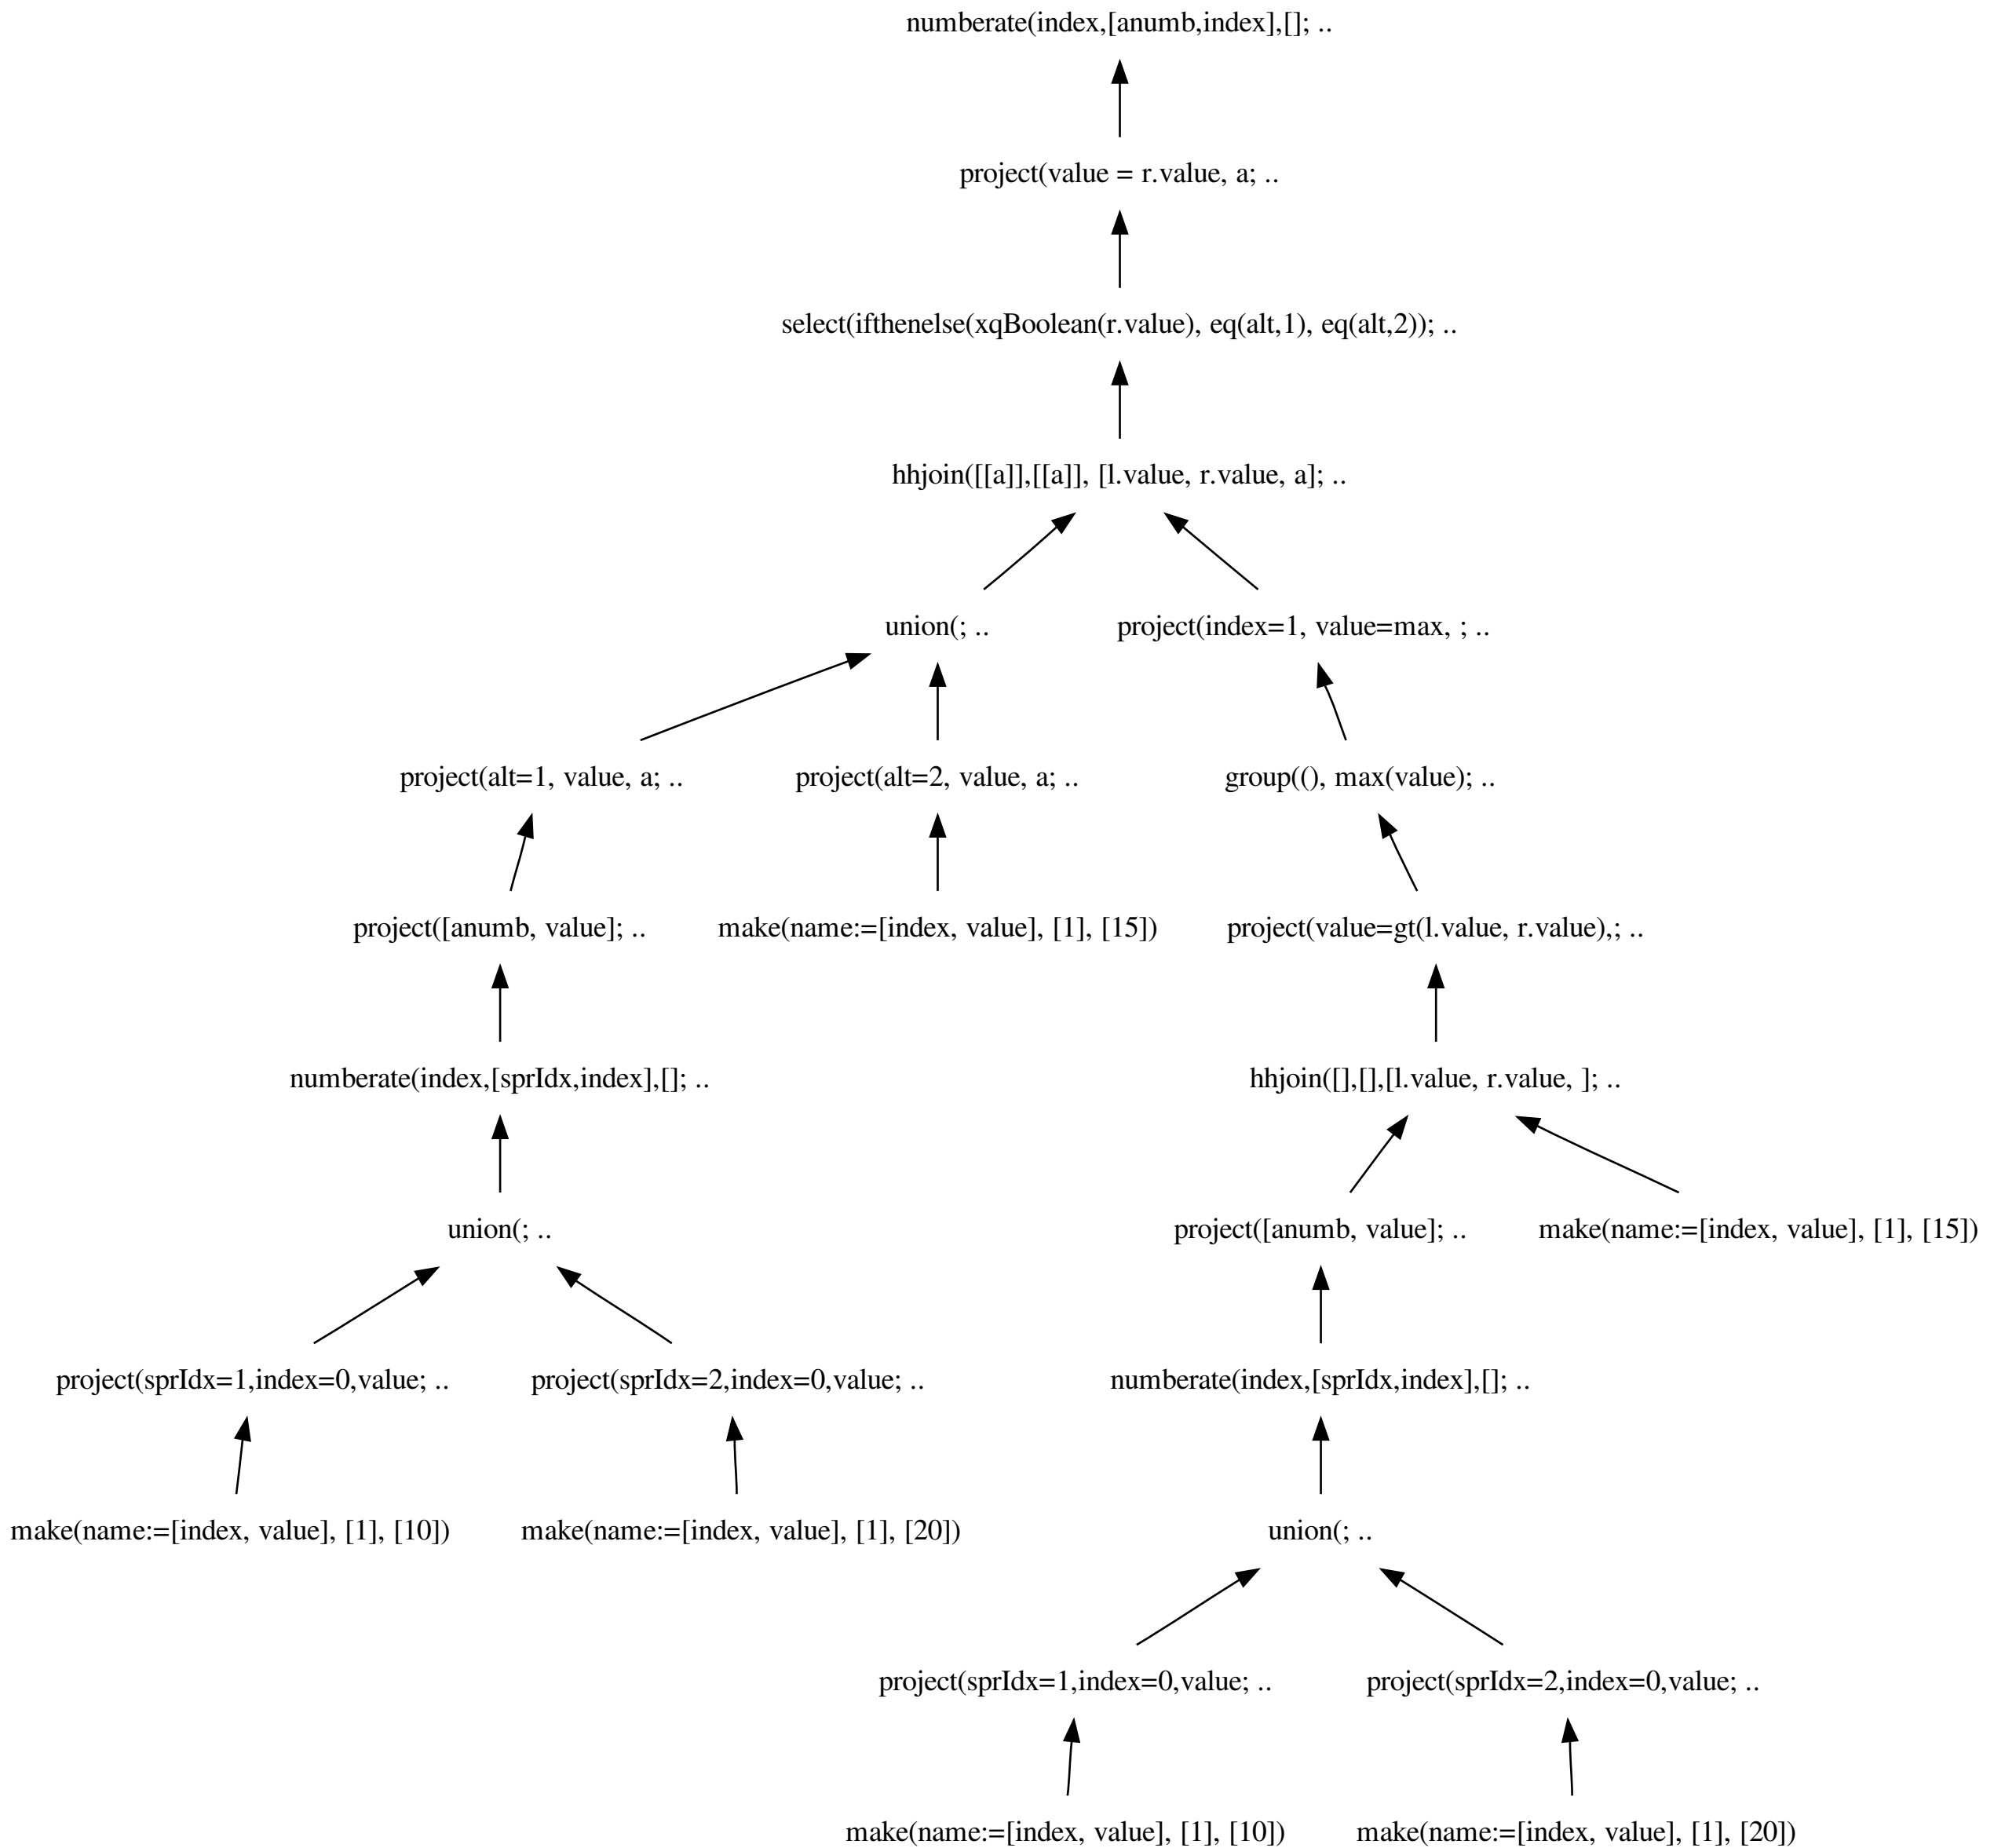 numberate(index,[anumb,index],[]; ..
project(value = r.value, a; ..
select(ifthenelse(xqBoolean(r.value), eq(alt,1), eq(alt,2)); ..
hhjoin([[a]],[[a]], [l.value, r.value, a]; ..
union(; ..
project(index=1, value=max, ; ..
project(alt=1, value, a; ..
project(alt=2, value, a; ..
group((), max(value); ..
project([anumb, value]; ..
make(name:=[index, value], [1], [15])
project(value=gt(l.value, r.value),; ..
numberate(index,[sprIdx,index],[]; ..
hhjoin([],[],[l.value, r.value, ]; ..
union(; ..
project([anumb, value]; ..
make(name:=[index, value], [1], [15])
project(sprIdx=1,index=0,value; ..
project(sprIdx=2,index=0,value; ..
numberate(index,[sprIdx,index],[]; ..
make(name:=[index, value], [1], [10])
make(name:=[index, value], [1], [20])
union(; ..
project(sprIdx=1,index=0,value; ..
project(sprIdx=2,index=0,value; ..
make(name:=[index, value], [1], [10])
make(name:=[index, value], [1], [20])